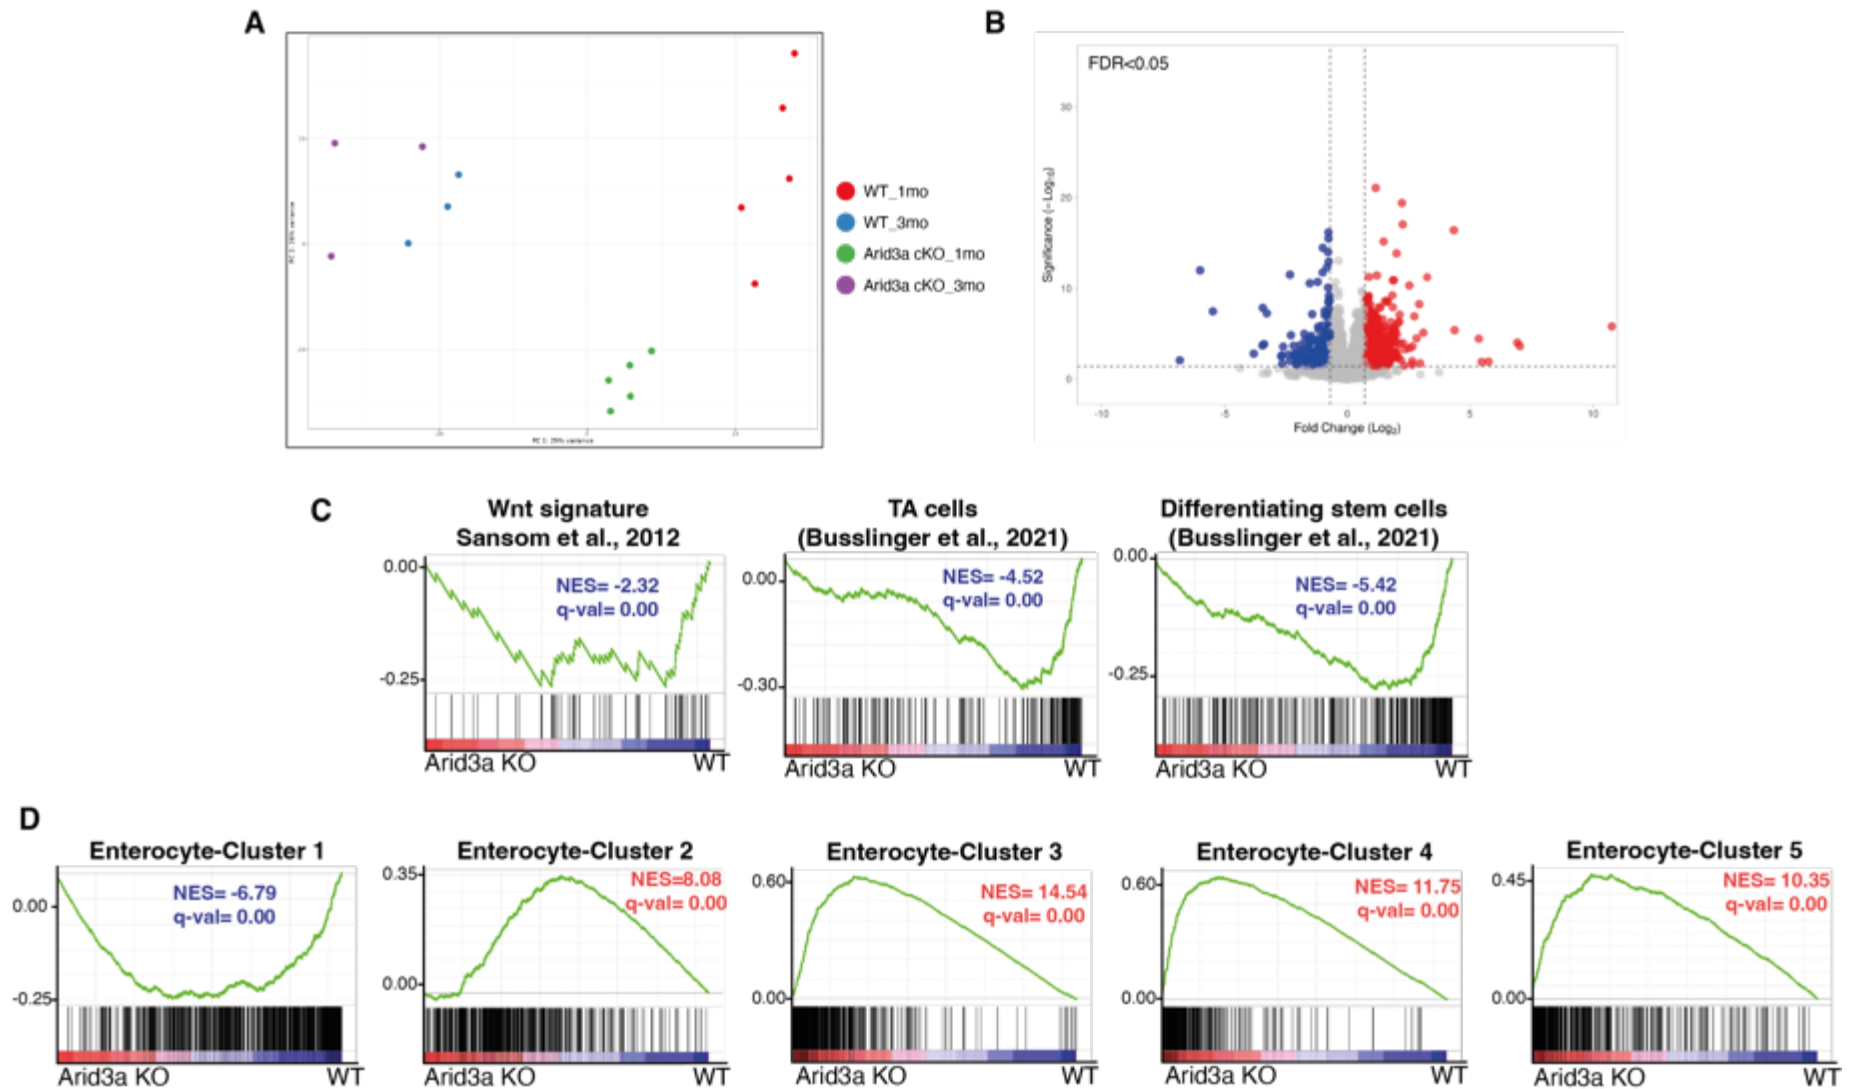 A
WT_1mo
WT_3mo
Arid3a cKO_1mo
Arid3a cKO_3mo
B
FDR<0.05
30
20
10
0
-10
-5
0
5
10
Significance (−Log₁₀)
Fold Change (Log₂)
C
Wnt signature
Sansom et al., 2012
0.00
-0.25
NES= -2.32
q-val= 0.00
Arid3a KO
WT
TA cells
(Busslinger et al., 2021)
0.00
-0.30
NES= -4.52
q-val= 0.00
Arid3a KO
WT
Differentiating stem cells
(Busslinger et al., 2021)
0.00
-0.25
NES= -5.42
q-val= 0.00
Arid3a KO
WT
D
Enterocyte-Cluster 1
0.00
-0.25
NES= -6.79
q-val= 0.00
Arid3a KO
WT
Enterocyte-Cluster 2
0.35
0.00
NES=8.08
q-val= 0.00
Arid3a KO
WT
Enterocyte-Cluster 3
0.60
0.00
NES= 14.54
q-val= 0.00
Arid3a KO
WT
Enterocyte-Cluster 4
0.60
0.00
NES= 11.75
q-val= 0.00
Arid3a KO
WT
Enterocyte-Cluster 5
0.45
0.00
NES= 10.35
q-val= 0.00
Arid3a KO
WT